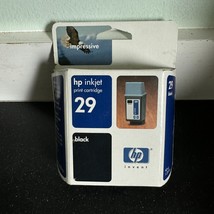 impressive
hp inkjet
print cartridge
29
black
hp
invent